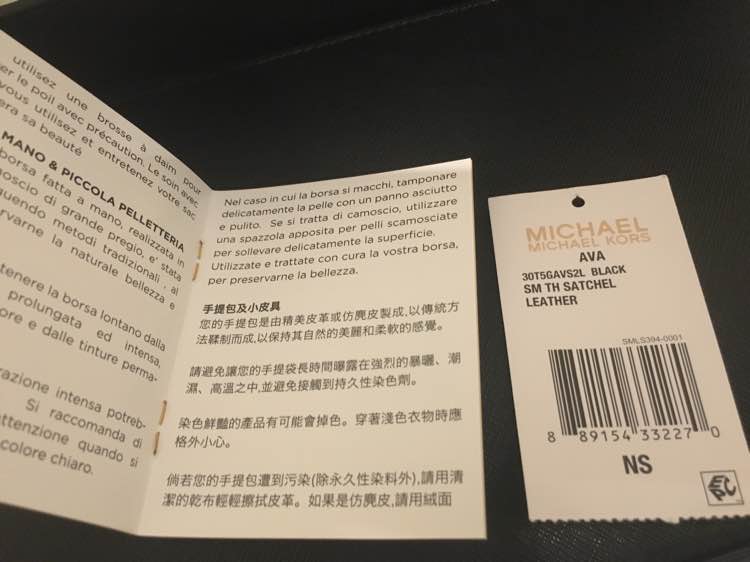 utilisez une brosse à daim pour
er le poil avec précaution. Le soin avec
vous utilisez et entretenez votre sac
era sa beauté
MANO & PICCOLA PELLETTERIA
borsa fatta a mano, realizzata in
moscio di grande bregio, e' stata
guendo metodi tradizionali, al
ervarne la naturale bellezza e
tenere la borsa lontano dalla
prolungata ed intensa,
ore e dalle tinture perma-
razione intensa potreb-
Si raccomanda di
attenzione quando si
colore chiaro.
Nel caso in cui la borsa si macchi, tamponare
delicatamente la pelle con un panno asciutto
e pulito. Se si tratta di camoscio, utilizzare
una spazzola apposita per pelli scamosciate
per sollevare delicatamente la superficie.
Utilizzate e trattate con cura la vostra borsa,
per preservarne la bellezza.
手提包及小皮具
您的手提包是由精美皮革或仿麂皮製成,以傳統方
法鞣制而成,以保持其自然的美麗和柔軟的感覺。
請避免讓您的手提袋長時間曝露在強烈的暴曬、潮
濕、高溫之中,並避免接觸到持久性染色劑。
染色鮮豔的產品有可能會掉色。穿著淺色衣物時應
格外小心。
倘若您的手提包遭到污染(除永久性染料外),請用清
潔的乾布輕輕擦拭皮革。如果是仿麂皮,請用絨面
MICHAEL
MICHAEL KORS
AVA
30T5GAVS2L BLACK
SM TH SATCHEL
LEATHER
SMLS394-0001
8 89154 33227 0
NS
EPC